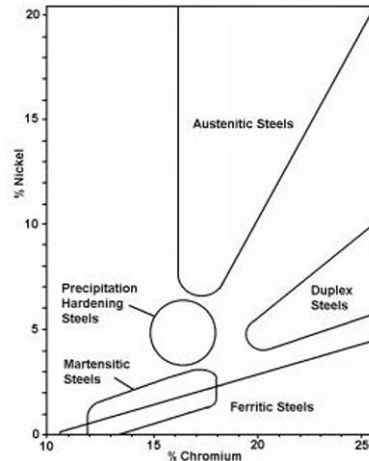 20
15
10
5
0
% Nickel
Austenitic Steels
Precipitation
Hardening
Steels
Duplex
Steels
Martensitic
Steels
Ferritic Steels
10
15
20
25
% Chromium